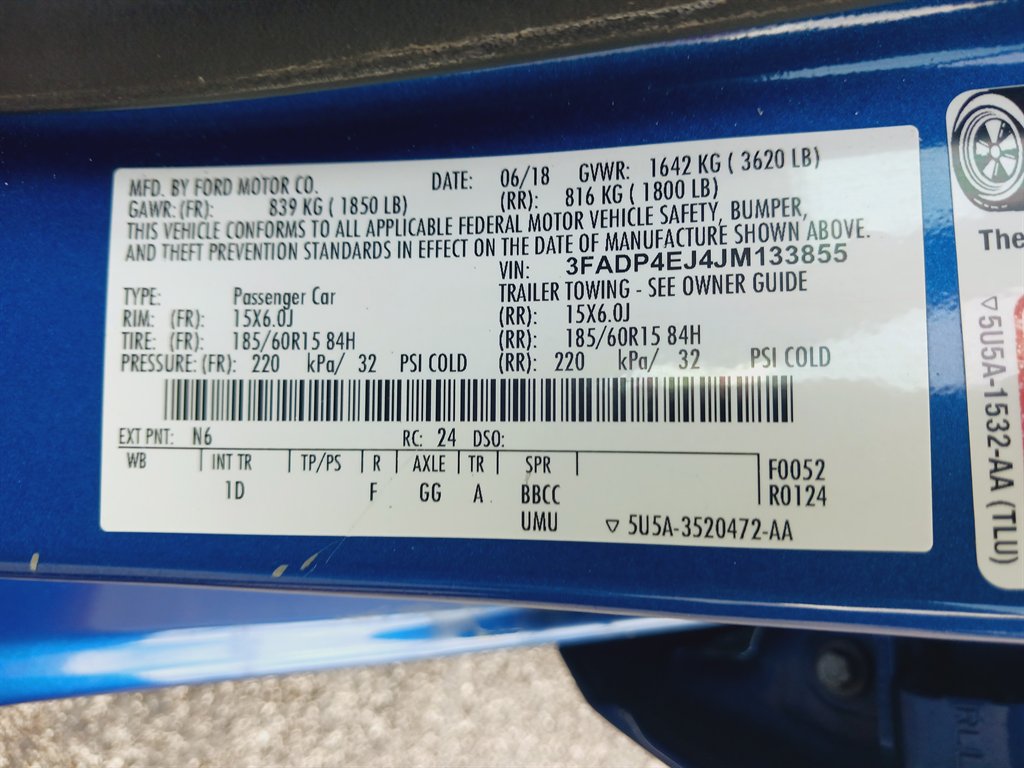 MFD. BY FORD MOTOR CO. DATE: 06/18 GVWR: 1642 KG ( 3620 LB)
GAWR: (FR): 839 KG ( 1850 LB) (RR): 816 KG ( 1800 LB)
THIS VEHICLE CONFORMS TO ALL APPLICABLE FEDERAL MOTOR VEHICLE SAFETY, BUMPER,
AND THEFT PREVENTION STANDARDS IN EFFECT ON THE DATE OF MANUFACTURE SHOWN ABOVE.
VIN: 3FADP4EJ4JM133855
TYPE: Passenger Car TRAILER TOWING - SEE OWNER GUIDE
RIM: (FR): 15X6.0J (RR): 15X6.0J
TIRE: (FR): 185/60R15 84H (RR): 185/60R15 84H
PRESSURE: (FR): 220 kPa/ 32 PSI COLD (RR): 220 kPa/ 32 PSI COLD
EXT PNT: N6 RC: 24 DSO:
WB INT TR TP/PS R AXLE TR SPR F0052
1D F GG A BBCC R0124
UMU ▽ 5U5A-3520472-AA
The
▽5U5A-1532-AA (TLU)